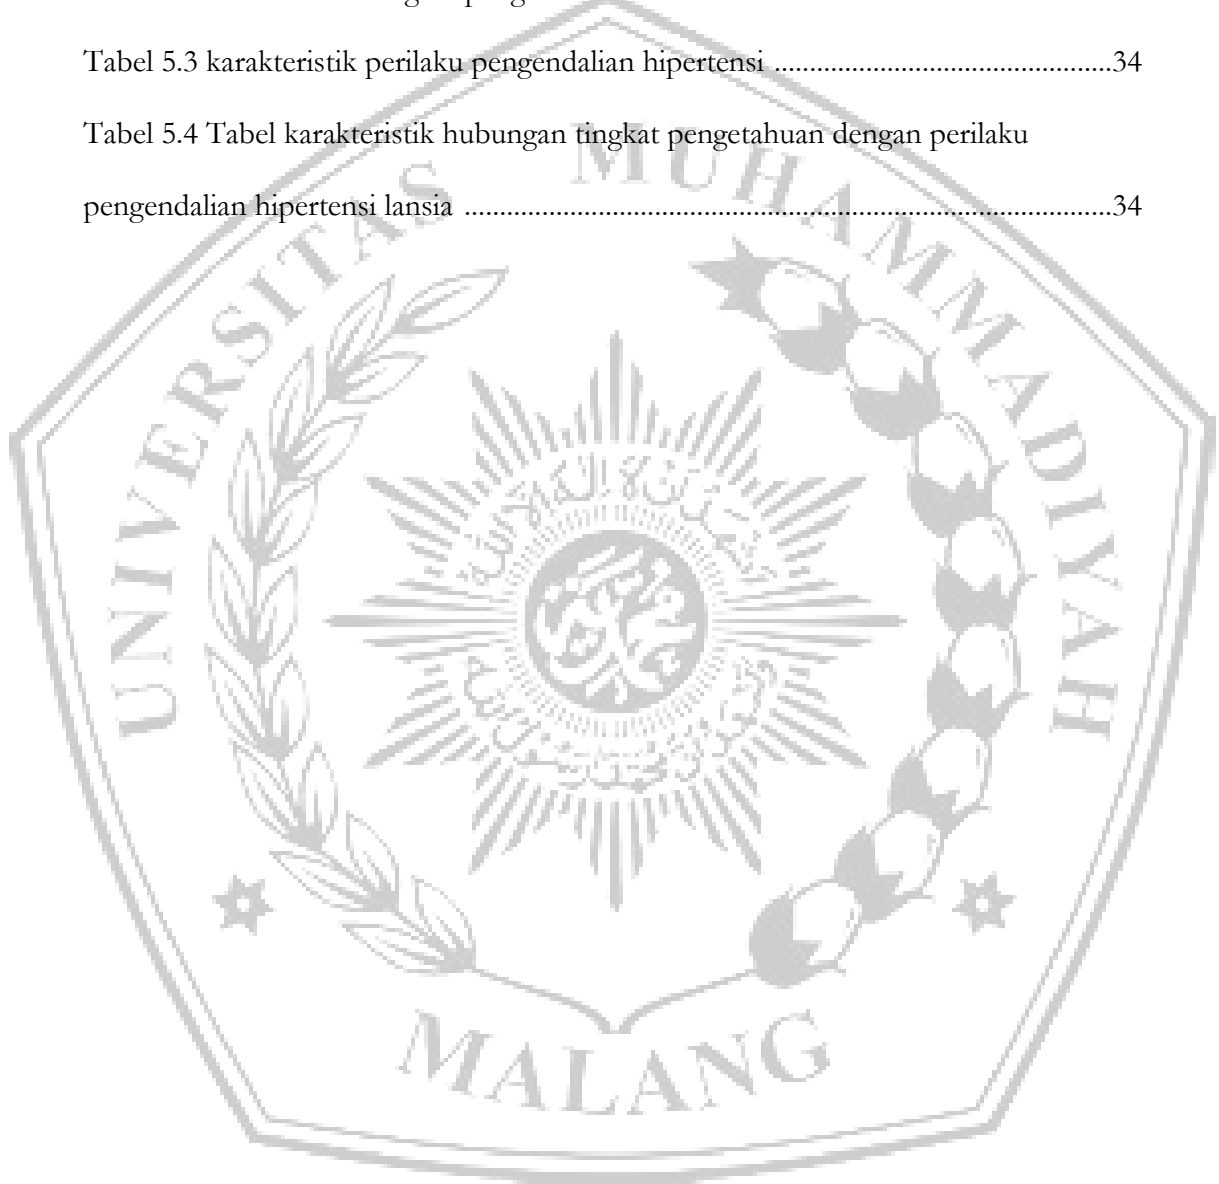 Tabel 5.3 karakteristik perilaku pengendalian hipertensi ................................................34
Tabel 5.4 Tabel karakteristik hubungan tingkat pengetahuan dengan perilaku
pengendalian hipertensi lansia ............................................................................................34
UNIVERSITAS MUHAMMADIYAH
MALANG